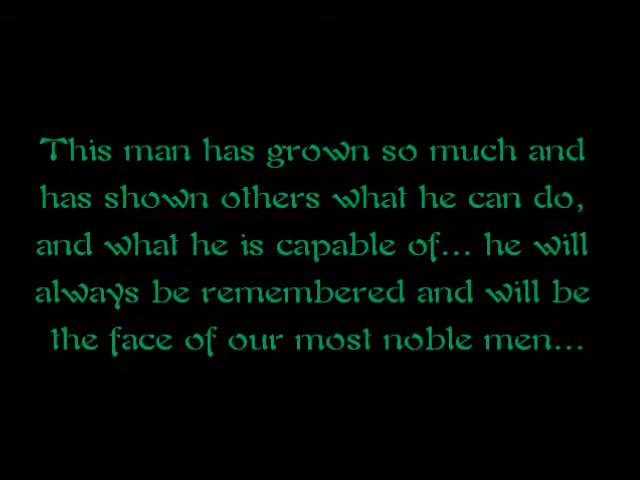 This man has grown so much and
has shown others what he can do,
and what he is capable of... he will
always be remembered and will be
the face of our most noble men...